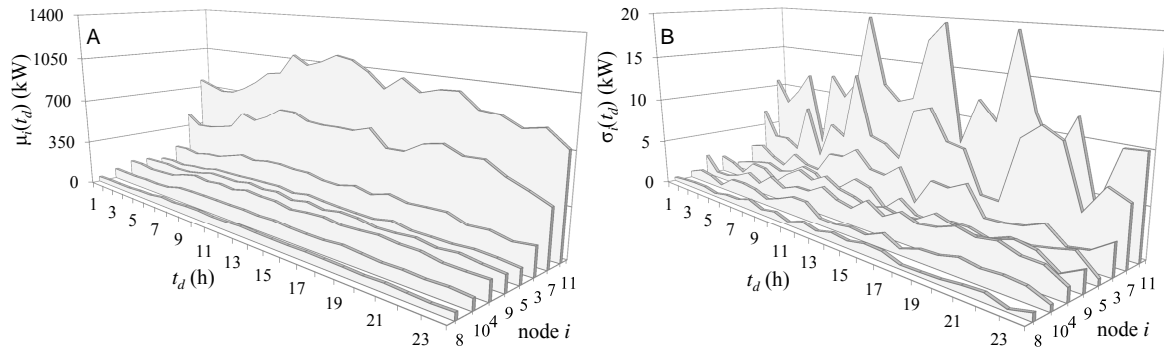 A
μi(td) (kW)
1400
1050
700
350
0
1 3 5 7 9 11 13 15 17 19 21 23
td (h)
8 10 4 9 5 3 7 11
node i
B
σi(td) (kW)
20
15
10
5
0
1 3 5 7 9 11 13 15 17 19 21 23
td (h)
8 10 4 9 5 3 7 11
node i